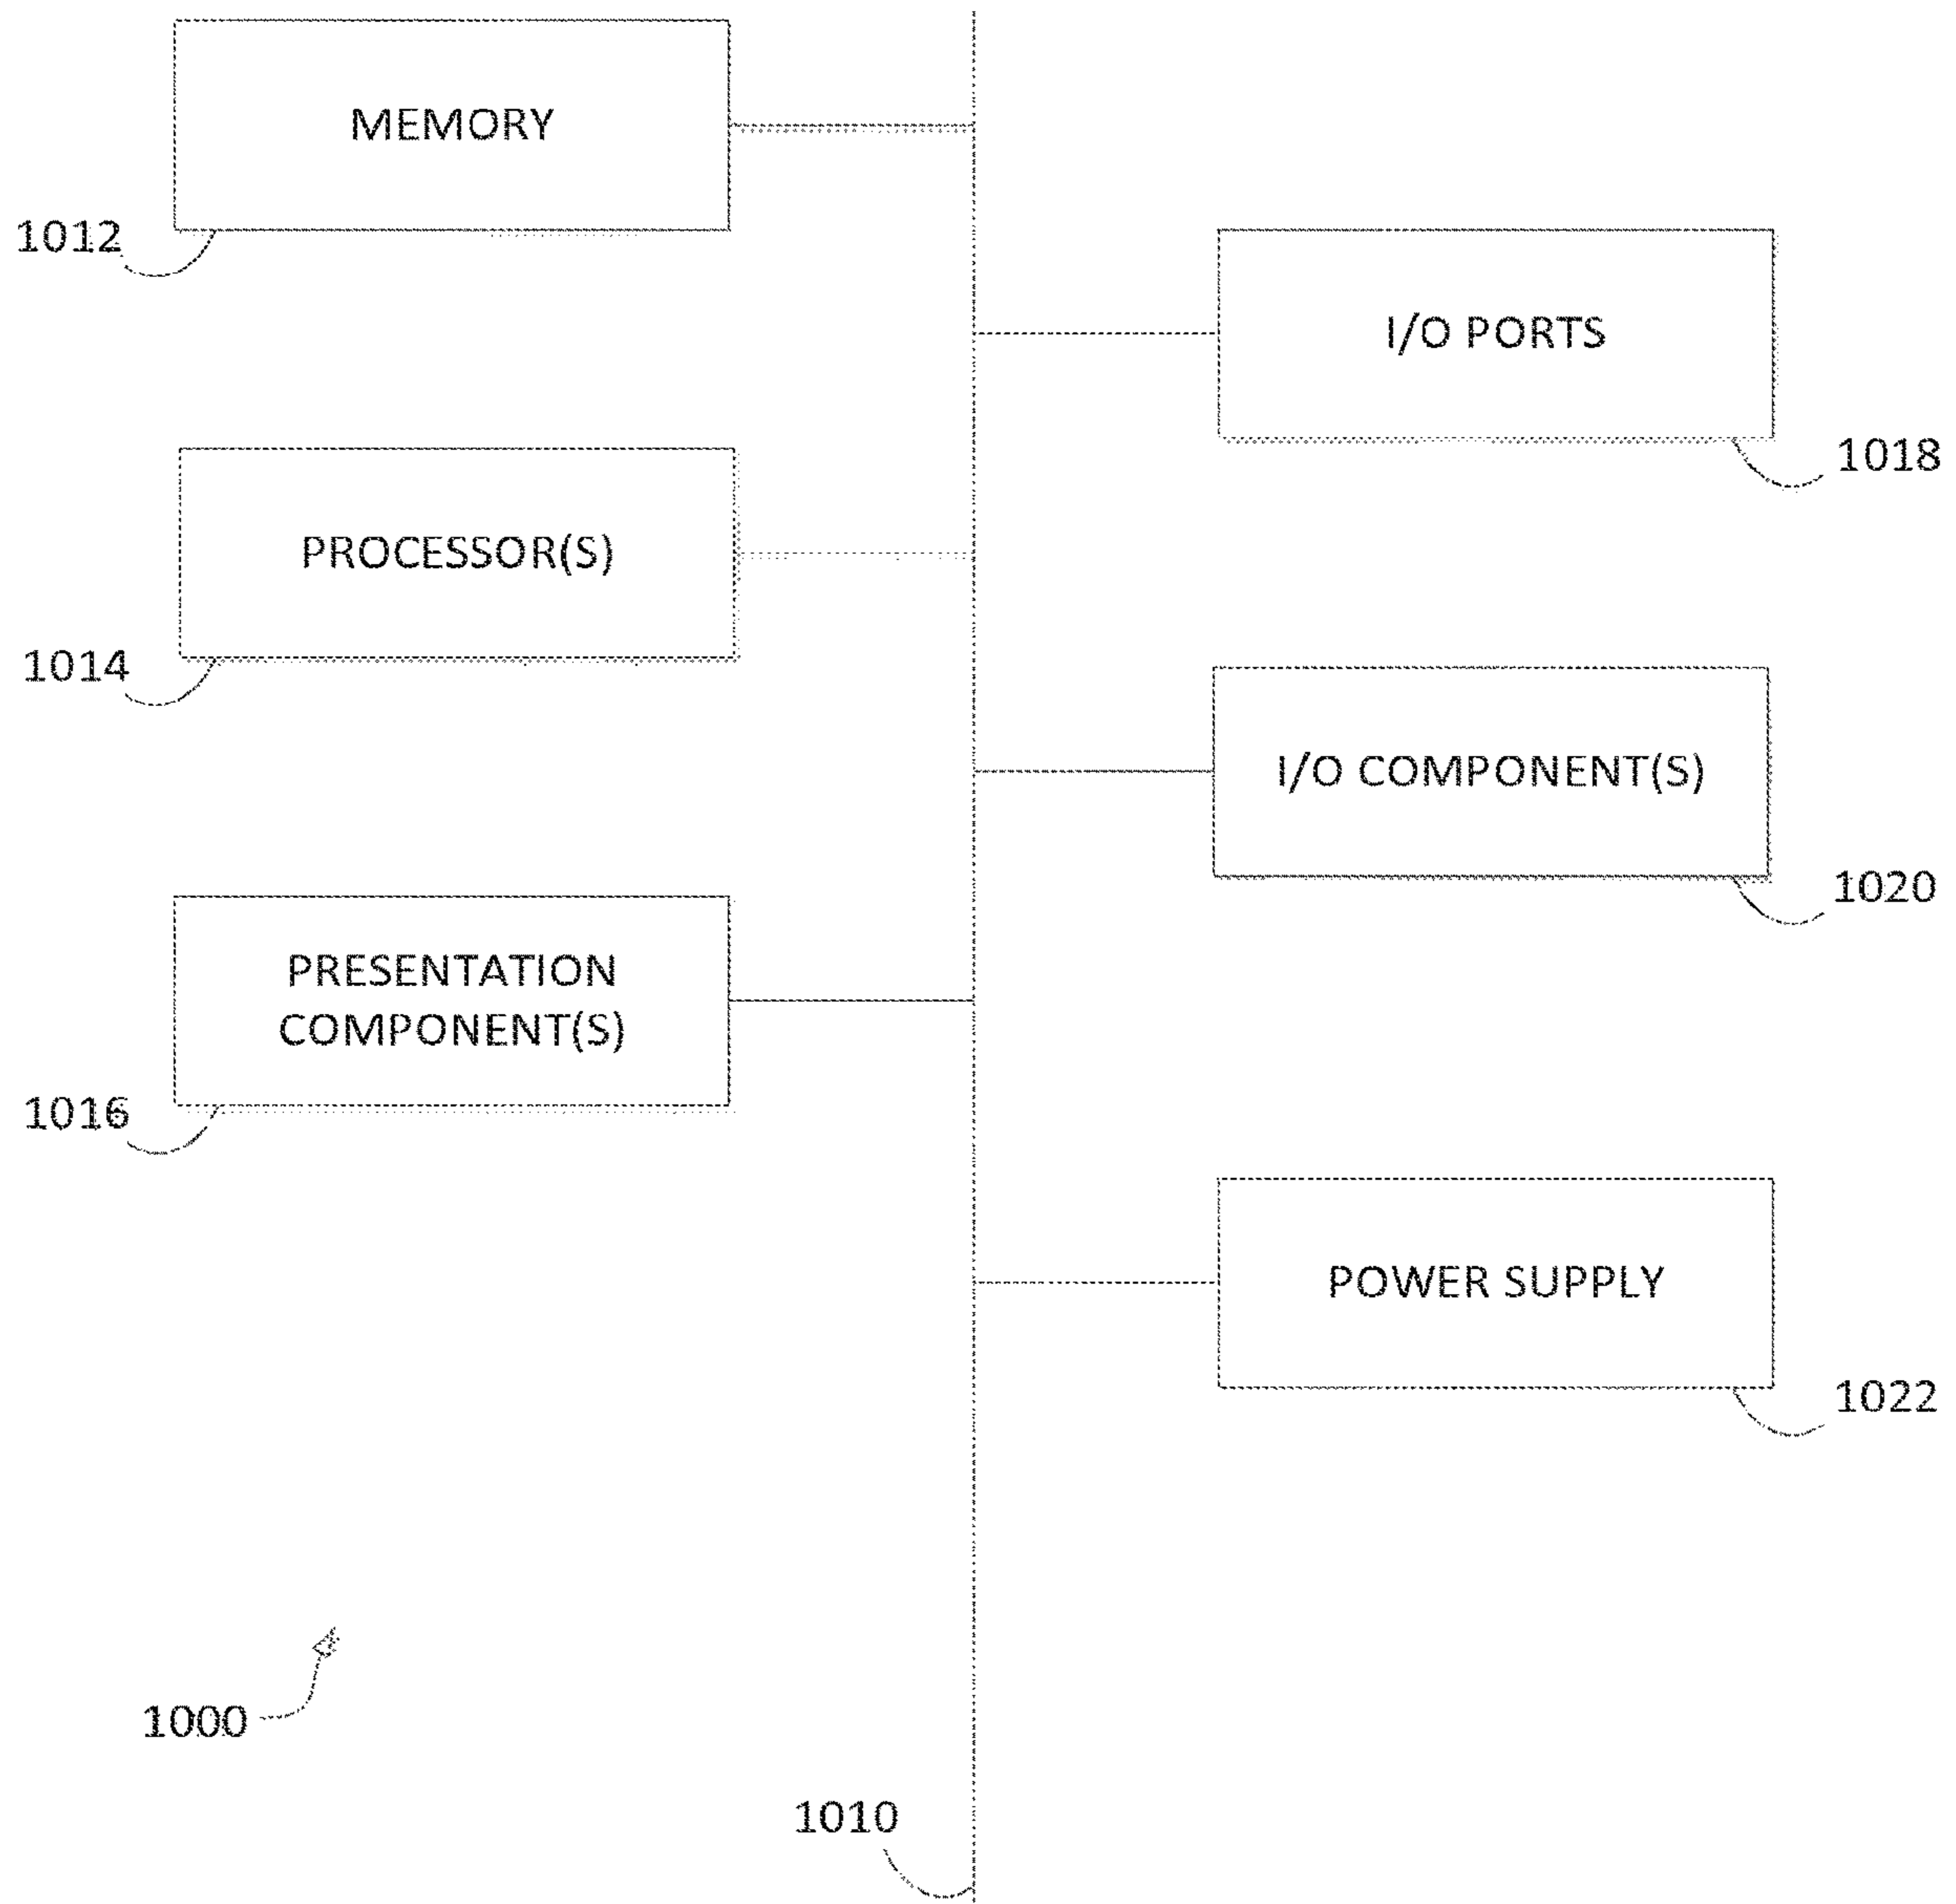 MEMORY
1012
I/O PORTS
1018
PROCESSOR(S)
1014
I/O COMPONENT(S)
1020
PRESENTATION
COMPONENT(S)
1016
POWER SUPPLY
1022
1000
1010